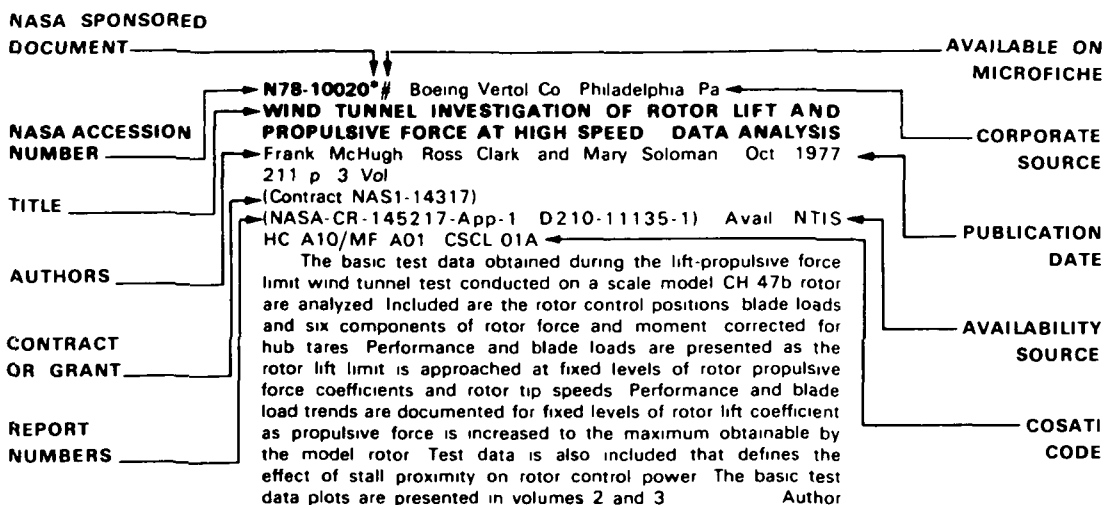 NASA SPONSORED
DOCUMENT
AVAILABLE ON
MICROFICHE
N78-10020*# Boeing Vertol Co Philadelphia Pa
WIND TUNNEL INVESTIGATION OF ROTOR LIFT AND
PROPULSIVE FORCE AT HIGH SPEED DATA ANALYSIS
Frank McHugh Ross Clark and Mary Soloman Oct 1977
211 p 3 Vol
(Contract NAS1-14317)
(NASA-CR-145217-App-1 D210-11135-1) Avail NTIS
HC A10/MF A01 CSCL 01A
The basic test data obtained during the lift-propulsive force
limit wind tunnel test conducted on a scale model CH 47b rotor
are analyzed Included are the rotor control positions blade loads
and six components of rotor force and moment corrected for
hub tares Performance and blade loads are presented as the
rotor lift limit is approached at fixed levels of rotor propulsive
force coefficients and rotor tip speeds Performance and blade
load trends are documented for fixed levels of rotor lift coefficient
as propulsive force is increased to the maximum obtainable by
the model rotor Test data is also included that defines the
effect of stall proximity on rotor control power The basic test
data plots are presented in volumes 2 and 3 Author
NASA ACCESSION
NUMBER
TITLE
AUTHORS
CONTRACT
OR GRANT
REPORT
NUMBERS
CORPORATE
SOURCE
PUBLICATION
DATE
AVAILABILITY
SOURCE
COSATI
CODE